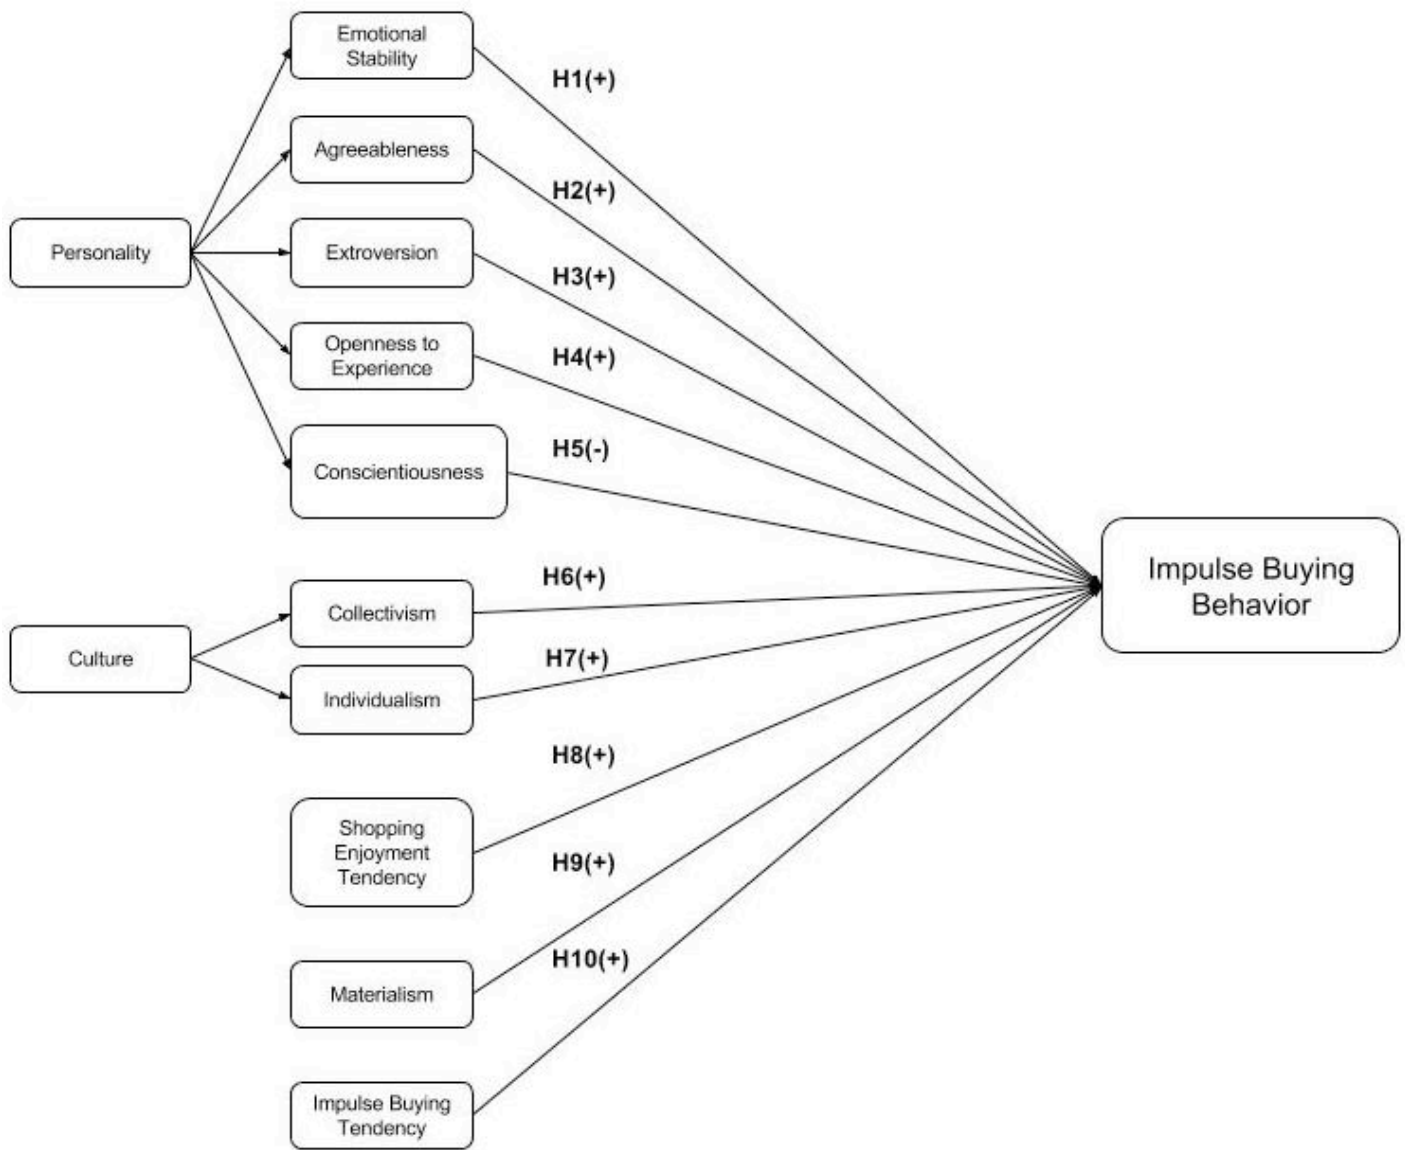 Emotional
Stability
H1(+)
Agreeableness
H2(+)
Personality
Extroversion
H3(+)
Openness to
Experience
H4(+)
Conscientiousness
H5(-)
Impulse Buying
Behavior
Culture
Collectivism
H6(+)
Individualism
H7(+)
Shopping
Enjoyment
Tendency
H8(+)
Materialism
H9(+)
Impulse Buying
Tendency
H10(+)